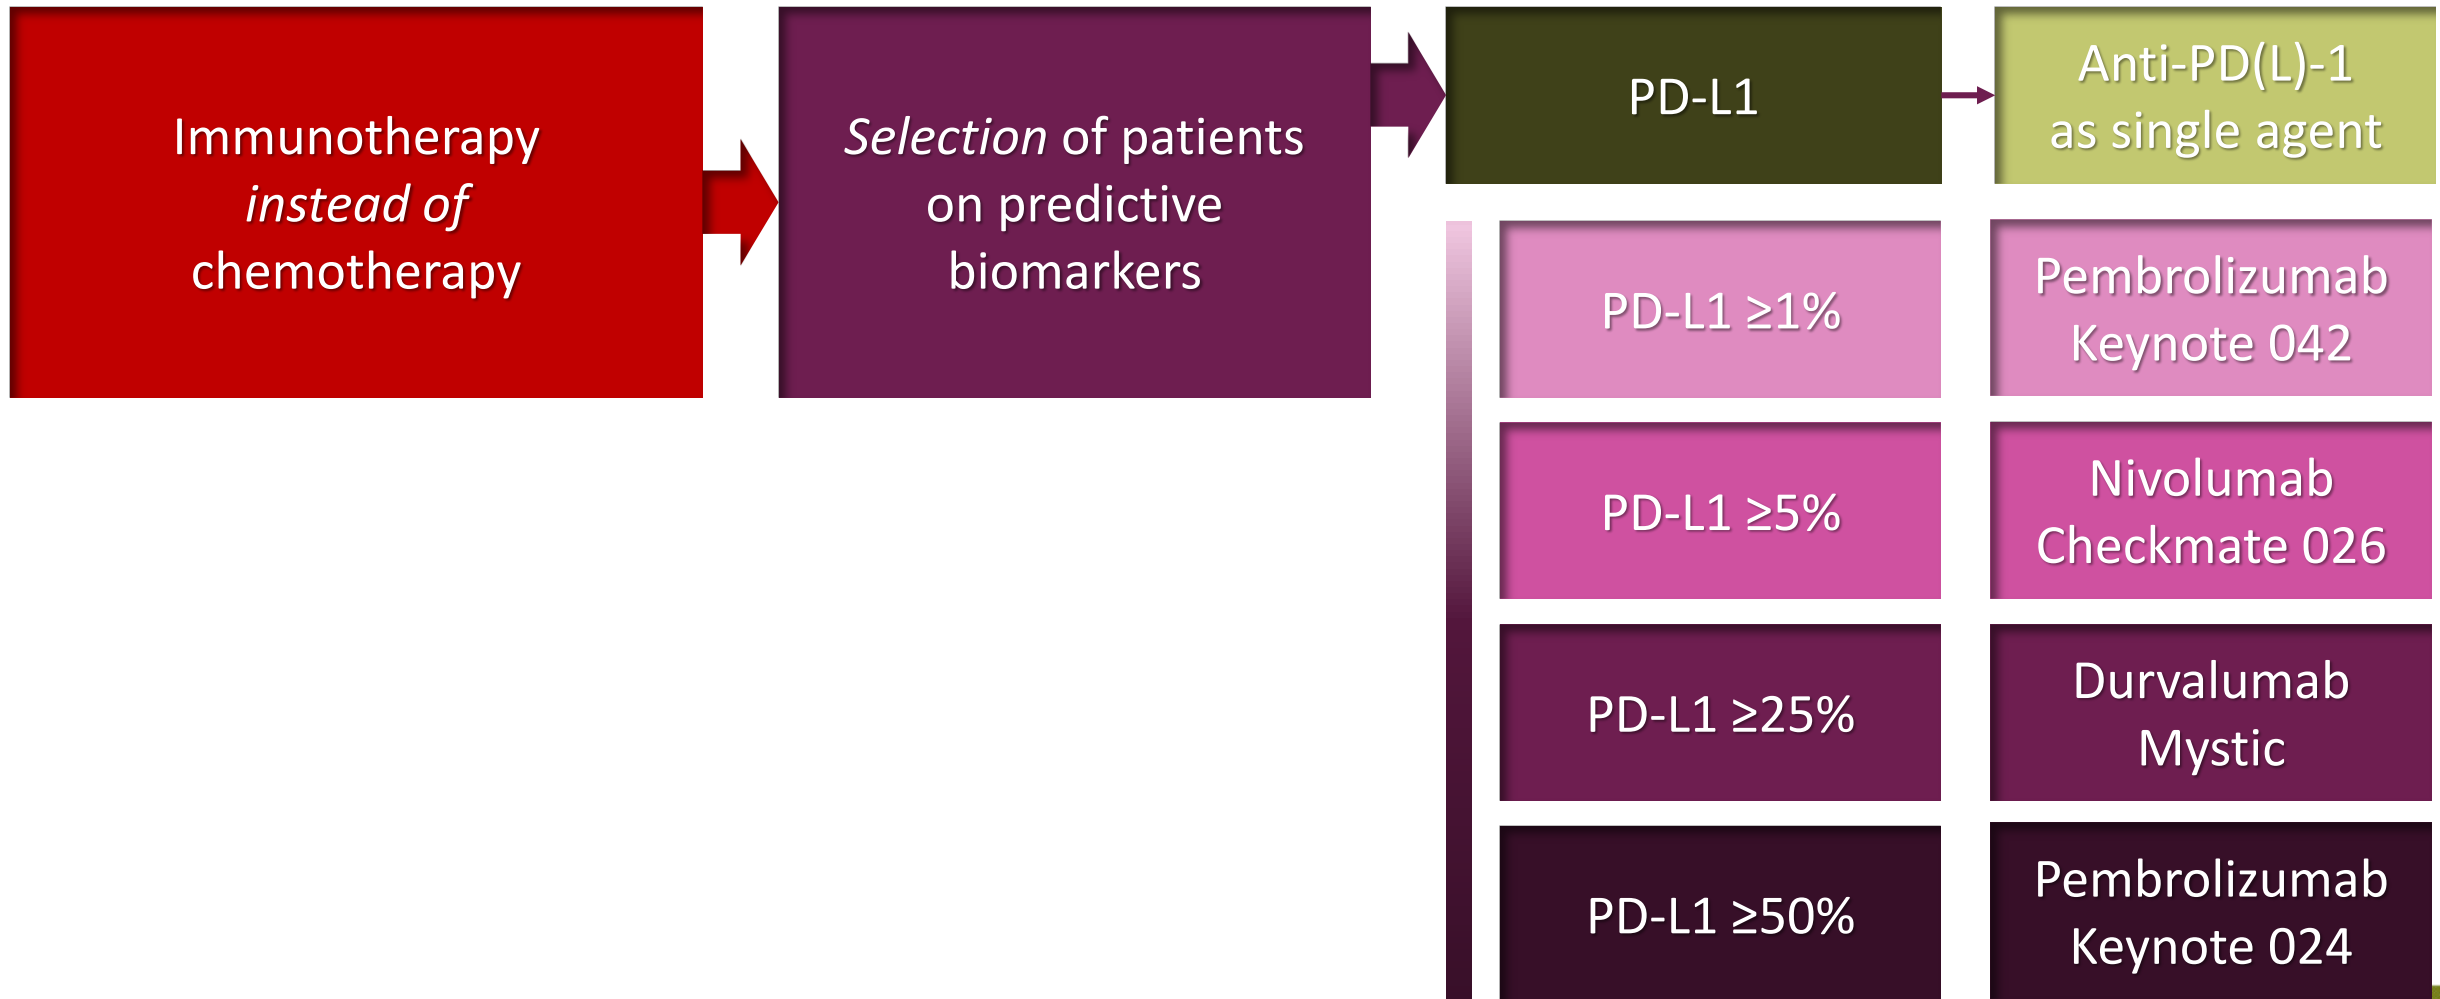 Immunotherapy
instead of
chemotherapy
Selection of patients
on predictive
biomarkers
PD-L1
Anti-PD(L)-1
as single agent
PD-L1 ≥1%
Pembrolizumab
Keynote 042
PD-L1 ≥5%
Nivolumab
Checkmate 026
PD-L1 ≥25%
Durvalumab
Mystic
PD-L1 ≥50%
Pembrolizumab
Keynote 024